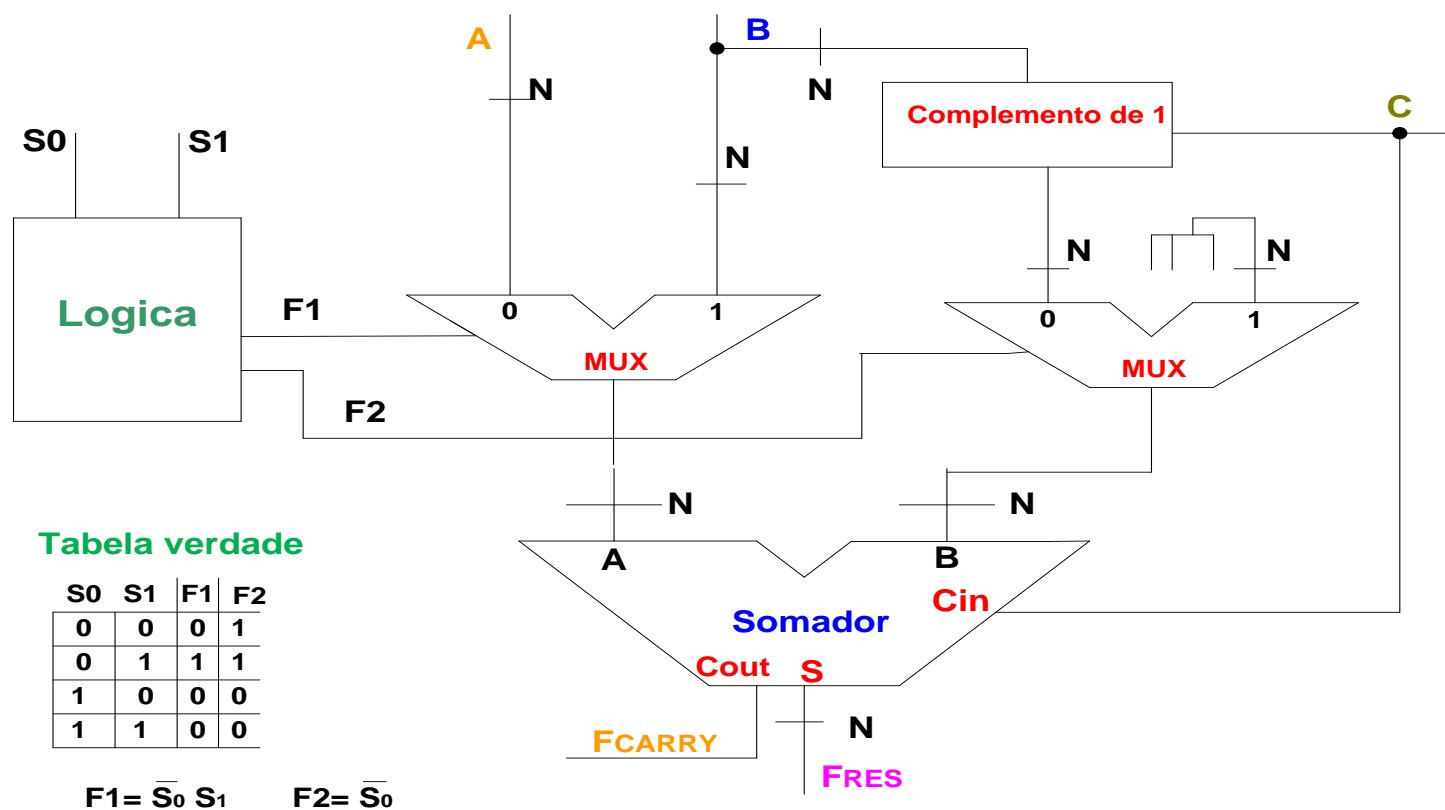 A
B
N
N
Complemento de 1
C
S0
S1
N
N
N
Logica
F1
0
1
MUX
0
1
MUX
F2
N
N
Tabela verdade
A
B
Cin
Somador
Cout
S
S0 S1 F1 F2
0 0 0 1
0 1 1 1
1 0 0 0
1 1 0 0
N
FCARRY
FRES
F1= S̅0 S1
F2= S̅0